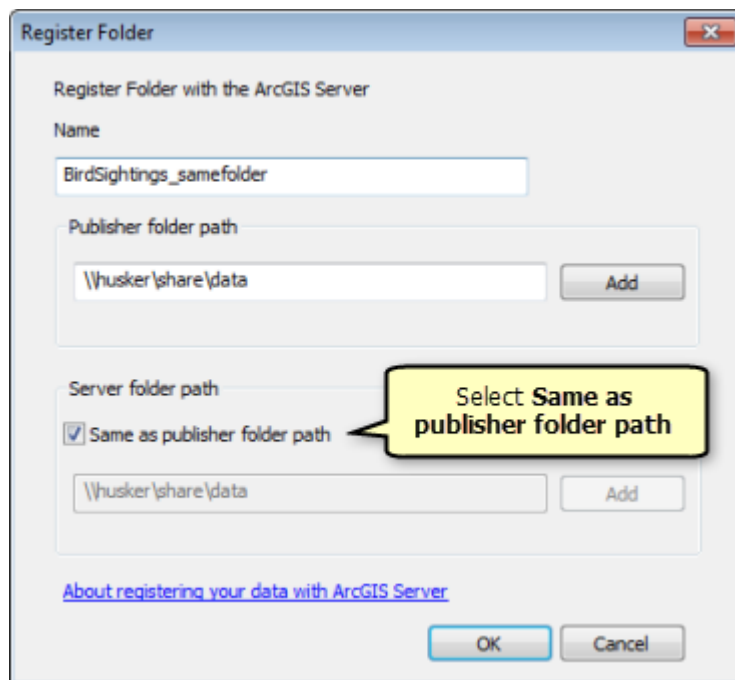 Register Folder
Register Folder with the ArcGIS Server
Name
BirdSightings_samefolder
Publisher folder path
\\husker\share\data
Add
Server folder path
Select Same as
publisher folder path
Same as publisher folder path
\\husker\share\data
Add
About registering your data with ArcGIS Server
OK
Cancel